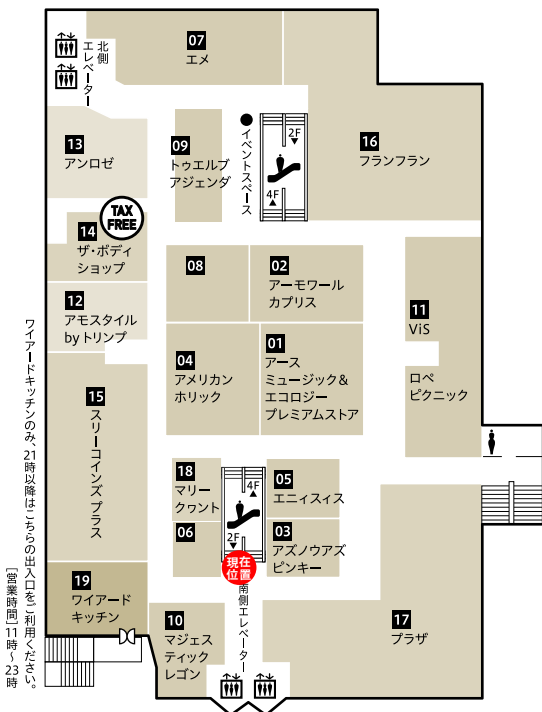 07
エメ
北側
エレベーター
13
アンロゼ
09
トゥエルブ
アジェンダ
●イベントスペース
2F
4F
16
フランフラン
TAX
FREE
14
ザ・ボディ
ショップ
08
02
アーモワール
カプリス
12
アモスタイル
by トリンプ
11
ViS
ロペ
ピクニック
04
アメリカン
ホリック
01
アース
ミュージック&
エコロジー
プレミアムストア
15
スリーコインズ プラス
18
マリー
クヮント
06
4F
2F
05
エニィスィス
03
アズノウアズ
ピンキー
現在
位置
南側エレベーター
19
ワイアード
キッチン
10
マジェス
ティック
レゴン
17
プラザ
ワイアードキッチンのみ、21時以降はこちらの出入口をご利用ください。
[営業時間]11時~23時